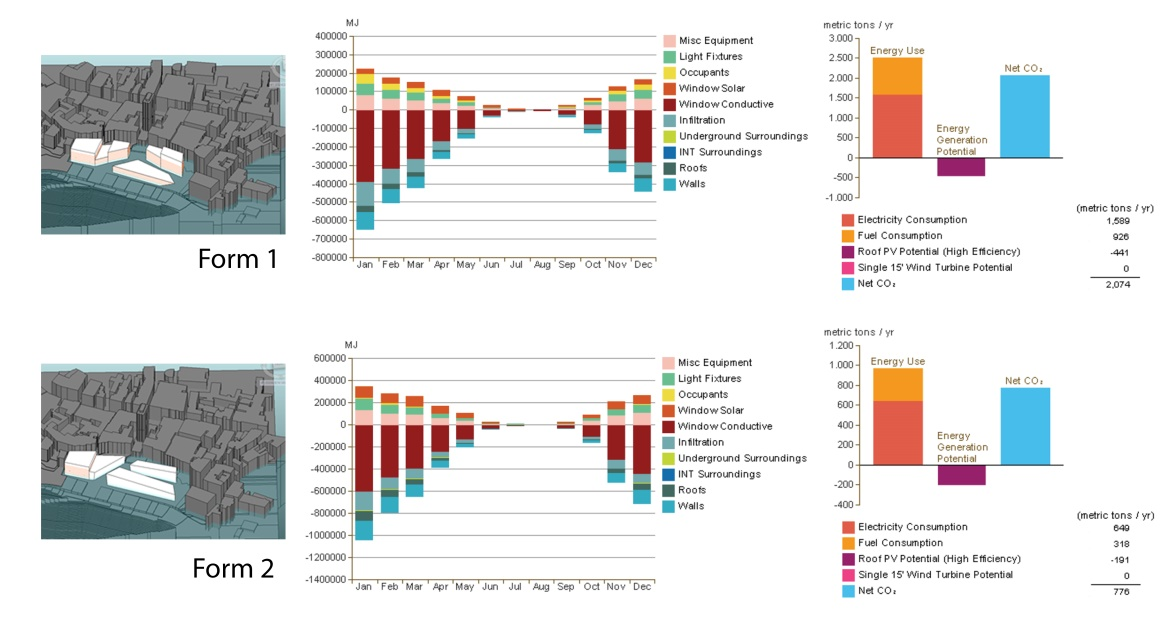 MJ
400000
300000
200000
100000
0
-100000
-200000
-300000
-400000
-500000
-600000
-700000
-800000
Jan Feb Mar Apr May Jun Jul Aug Sep Oct Nov Dec
Misc Equipment
Light Fixtures
Occupants
Window Solar
Window Conductive
Infiltration
Underground Surroundings
INT Surroundings
Roofs
Walls
Form 1
metric tons / yr
3.000
2.500
2.000
1.500
1.000
500
0
-500
-1.000
Energy Use
Energy
Generation
Potential
Net CO₂
(metric tons / yr)
Electricity Consumption 1,589
Fuel Consumption 926
Roof PV Potential (High Efficiency) -441
Single 15' Wind Turbine Potential 0
Net CO₂ 2,074
MJ
600000
400000
200000
0
-200000
-400000
-600000
-800000
-1000000
-1200000
-1400000
Jan Feb Mar Apr May Jun Jul Aug Sep Oct Nov Dec
Misc Equipment
Light Fixtures
Occupants
Window Solar
Window Conductive
Infiltration
Underground Surroundings
INT Surroundings
Roofs
Walls
Form 2
metric tons / yr
1.200
1.000
800
600
400
200
0
-200
-400
Energy Use
Energy
Generation
Potential
Net CO₂
(metric tons / yr)
Electricity Consumption 649
Fuel Consumption 318
Roof PV Potential (High Efficiency) -191
Single 15' Wind Turbine Potential 0
Net CO₂ 776